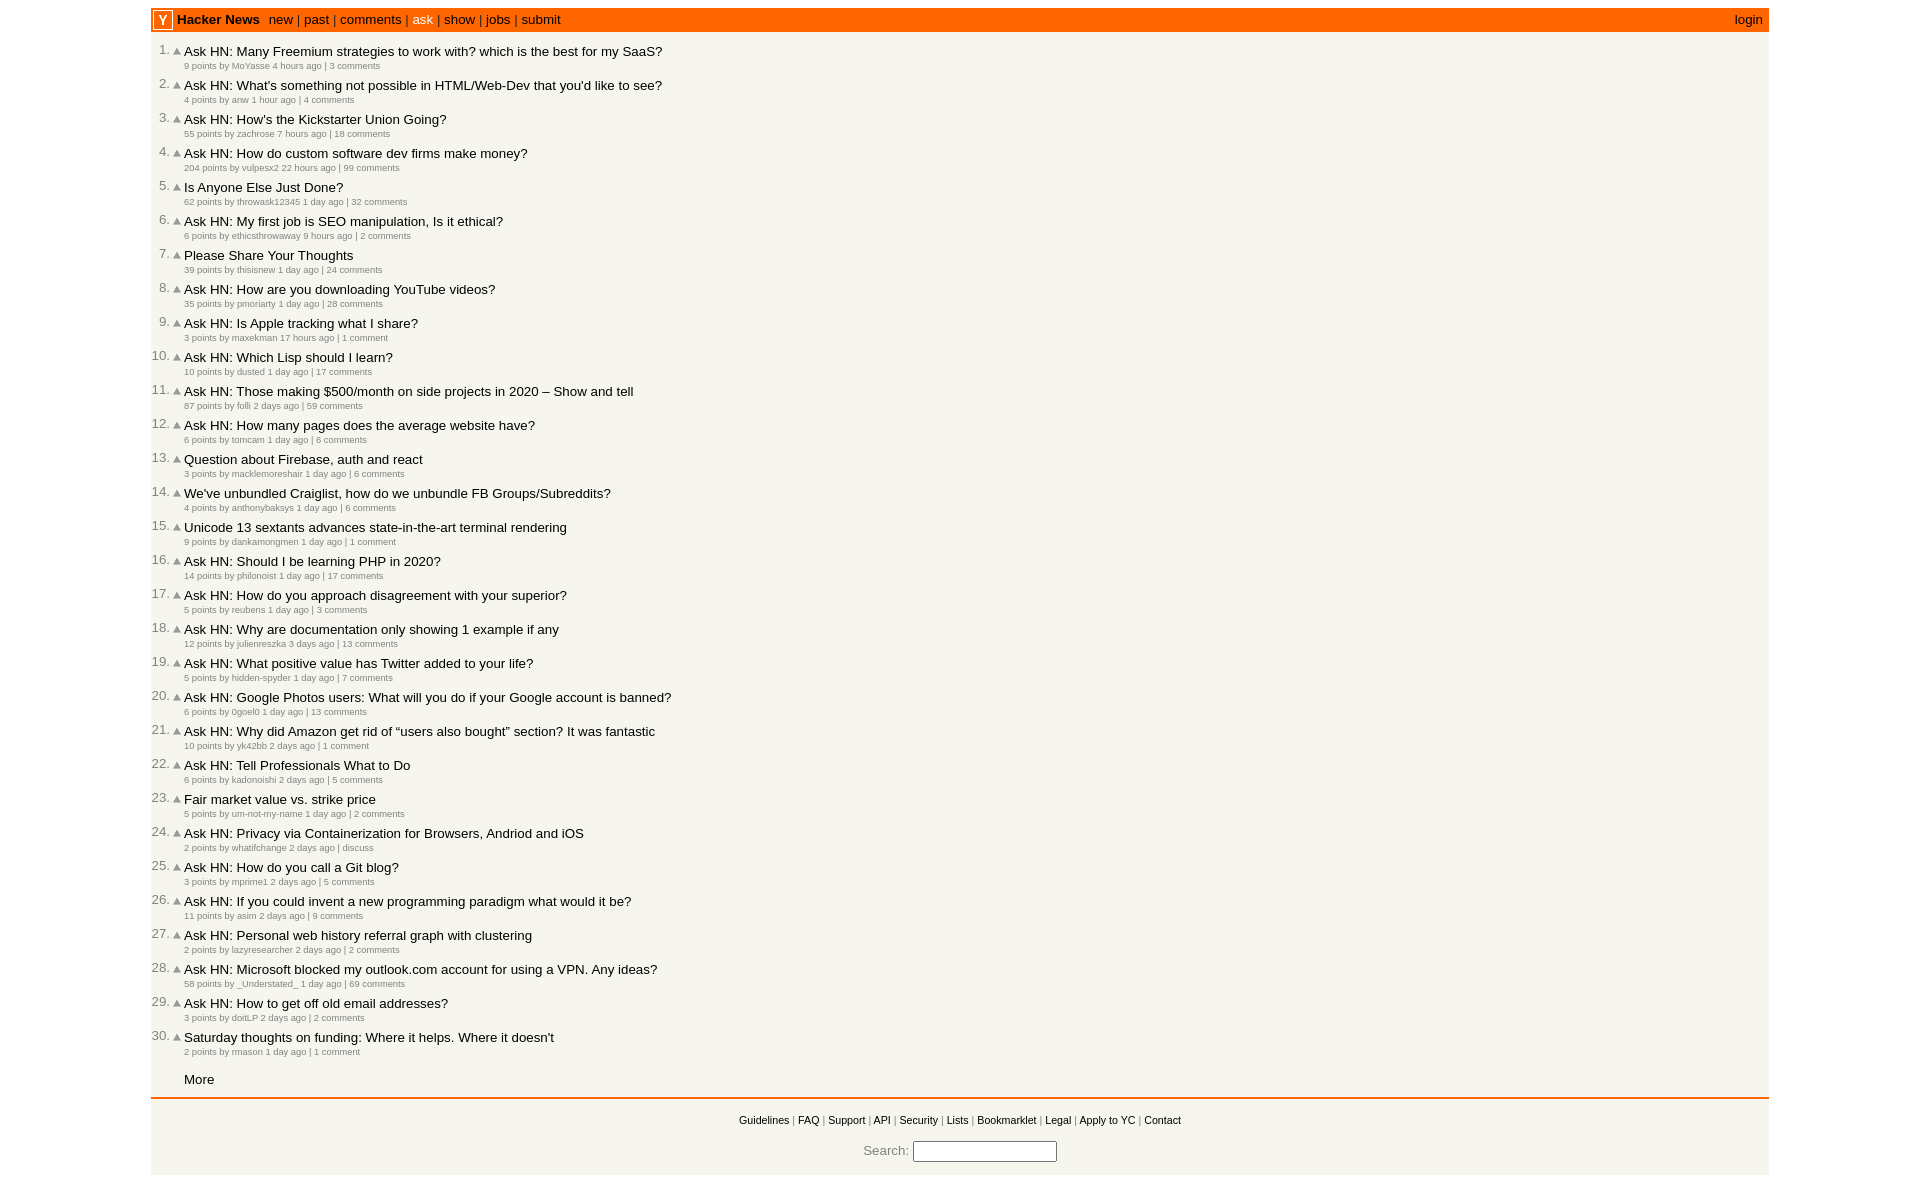 Y Hacker News new | past | comments | ask | show | jobs | submit login
1. Ask HN: Many Freemium strategies to work with? which is the best for my SaaS?
9 points by MoYasse 4 hours ago | 3 comments
2. Ask HN: What's something not possible in HTML/Web-Dev that you'd like to see?
4 points by anw 1 hour ago | 4 comments
3. Ask HN: How's the Kickstarter Union Going?
55 points by zachrose 7 hours ago | 18 comments
4. Ask HN: How do custom software dev firms make money?
204 points by vulpesx2 22 hours ago | 99 comments
5. Is Anyone Else Just Done?
62 points by throwask12345 1 day ago | 32 comments
6. Ask HN: My first job is SEO manipulation, Is it ethical?
6 points by ethicsthrowaway 9 hours ago | 2 comments
7. Please Share Your Thoughts
39 points by thisisnew 1 day ago | 24 comments
8. Ask HN: How are you downloading YouTube videos?
35 points by pmoriarty 1 day ago | 28 comments
9. Ask HN: Is Apple tracking what I share?
3 points by maxekman 17 hours ago | 1 comment
10. Ask HN: Which Lisp should I learn?
10 points by dusted 1 day ago | 17 comments
11. Ask HN: Those making $500/month on side projects in 2020 – Show and tell
87 points by folli 2 days ago | 59 comments
12. Ask HN: How many pages does the average website have?
6 points by tomcam 1 day ago | 6 comments
13. Question about Firebase, auth and react
3 points by macklemoreshair 1 day ago | 6 comments
14. We've unbundled Craiglist, how do we unbundle FB Groups/Subreddits?
4 points by anthonybaksys 1 day ago | 6 comments
15. Unicode 13 sextants advances state-in-the-art terminal rendering
9 points by dankamongmen 1 day ago | 1 comment
16. Ask HN: Should I be learning PHP in 2020?
14 points by philonoist 1 day ago | 17 comments
17. Ask HN: How do you approach disagreement with your superior?
5 points by reubens 1 day ago | 3 comments
18. Ask HN: Why are documentation only showing 1 example if any
12 points by julienreszka 3 days ago | 13 comments
19. Ask HN: What positive value has Twitter added to your life?
5 points by hidden-spyder 1 day ago | 7 comments
20. Ask HN: Google Photos users: What will you do if your Google account is banned?
6 points by 0goel0 1 day ago | 13 comments
21. Ask HN: Why did Amazon get rid of “users also bought” section? It was fantastic
10 points by yk42bb 2 days ago | 1 comment
22. Ask HN: Tell Professionals What to Do
6 points by kadonoishi 2 days ago | 5 comments
23. Fair market value vs. strike price
5 points by um-not-my-name 1 day ago | 2 comments
24. Ask HN: Privacy via Containerization for Browsers, Andriod and iOS
2 points by whatifchange 2 days ago | discuss
25. Ask HN: How do you call a Git blog?
3 points by mprime1 2 days ago | 5 comments
26. Ask HN: If you could invent a new programming paradigm what would it be?
11 points by asim 2 days ago | 9 comments
27. Ask HN: Personal web history referral graph with clustering
2 points by lazyresearcher 2 days ago | 2 comments
28. Ask HN: Microsoft blocked my outlook.com account for using a VPN. Any ideas?
58 points by _Understated_ 1 day ago | 69 comments
29. Ask HN: How to get off old email addresses?
3 points by doitLP 2 days ago | 2 comments
30. Saturday thoughts on funding: Where it helps. Where it doesn't
2 points by rmason 1 day ago | 1 comment
More
Guidelines | FAQ | Support | API | Security | Lists | Bookmarklet | Legal | Apply to YC | Contact
Search: